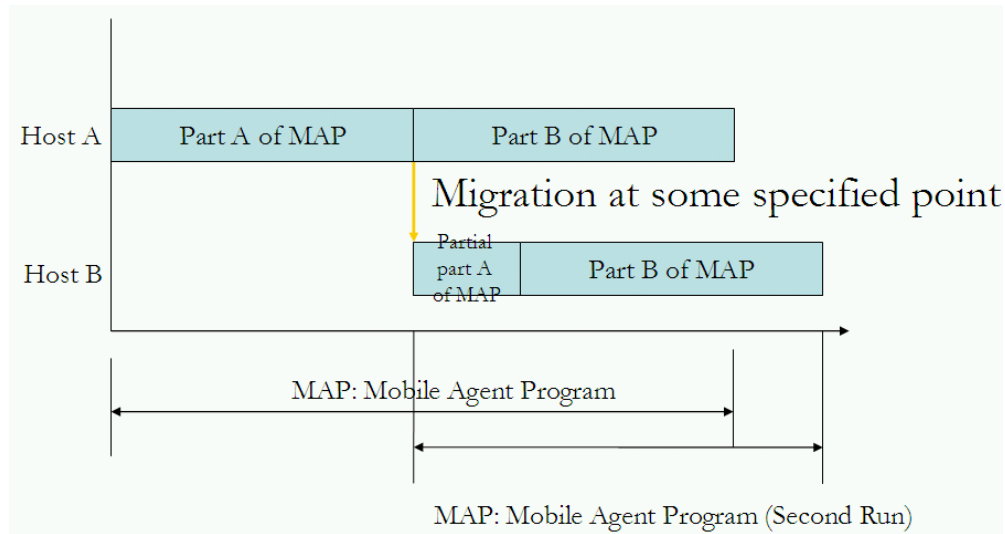 Host A
Part A of MAP
Part B of MAP
Migration at some specified point
Host B
Partial
part A
of MAP
Part B of MAP
MAP: Mobile Agent Program
MAP: Mobile Agent Program (Second Run)